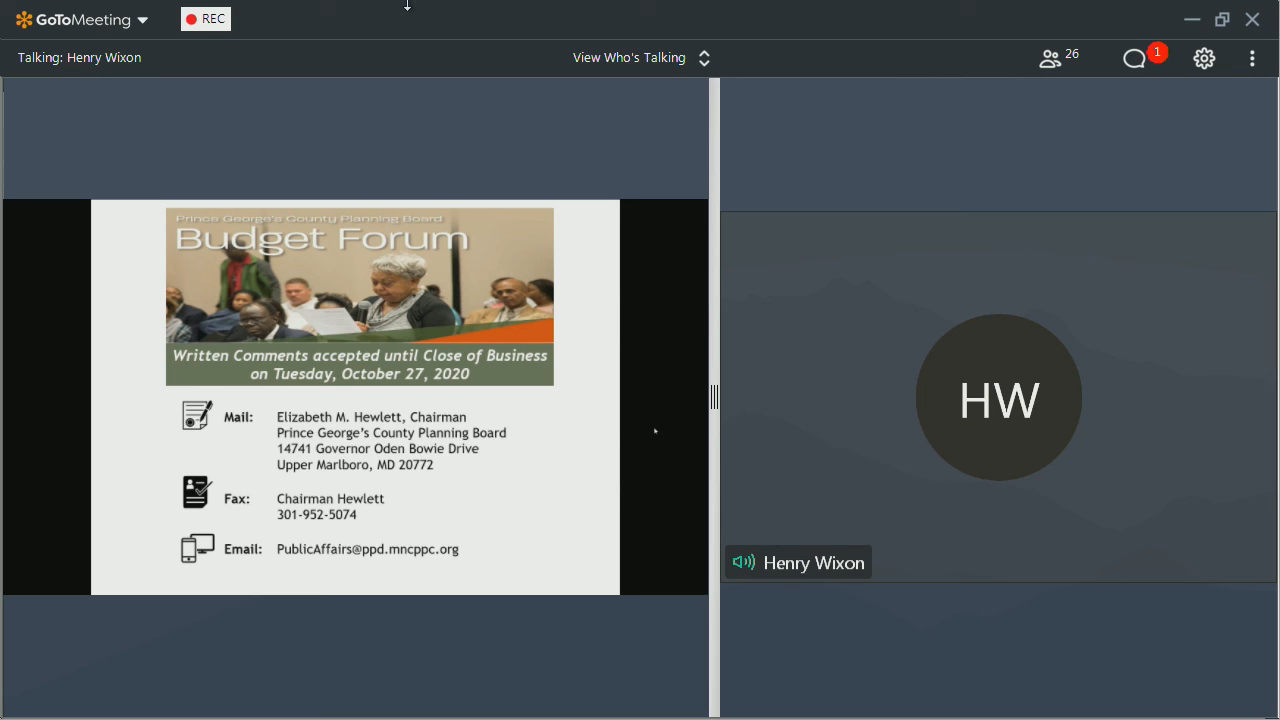 GoToMeeting
REC
Talking: Henry Wixon
View Who's Talking
26
1
Prince George's County Planning Board
Budget Forum
Written Comments accepted until Close of Business
on Tuesday, October 27, 2020
Mail: Elizabeth M. Hewlett, Chairman
Prince George's County Planning Board
14741 Governor Oden Bowie Drive
Upper Marlboro, MD 20772
Fax: Chairman Hewlett
301-952-5074
Email: PublicAffairs@ppd.mncppc.org
HW
Henry Wixon